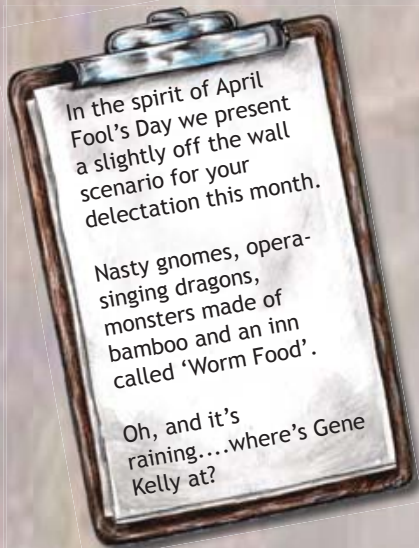 In the spirit of April
Fool's Day we present
a slightly off the wall
scenario for your
delectation this month.
Nasty gnomes, opera-
singing dragons,
monsters made of
bamboo and an inn
called 'Worm Food'.
Oh, and it's
raining....where's Gene
Kelly at?